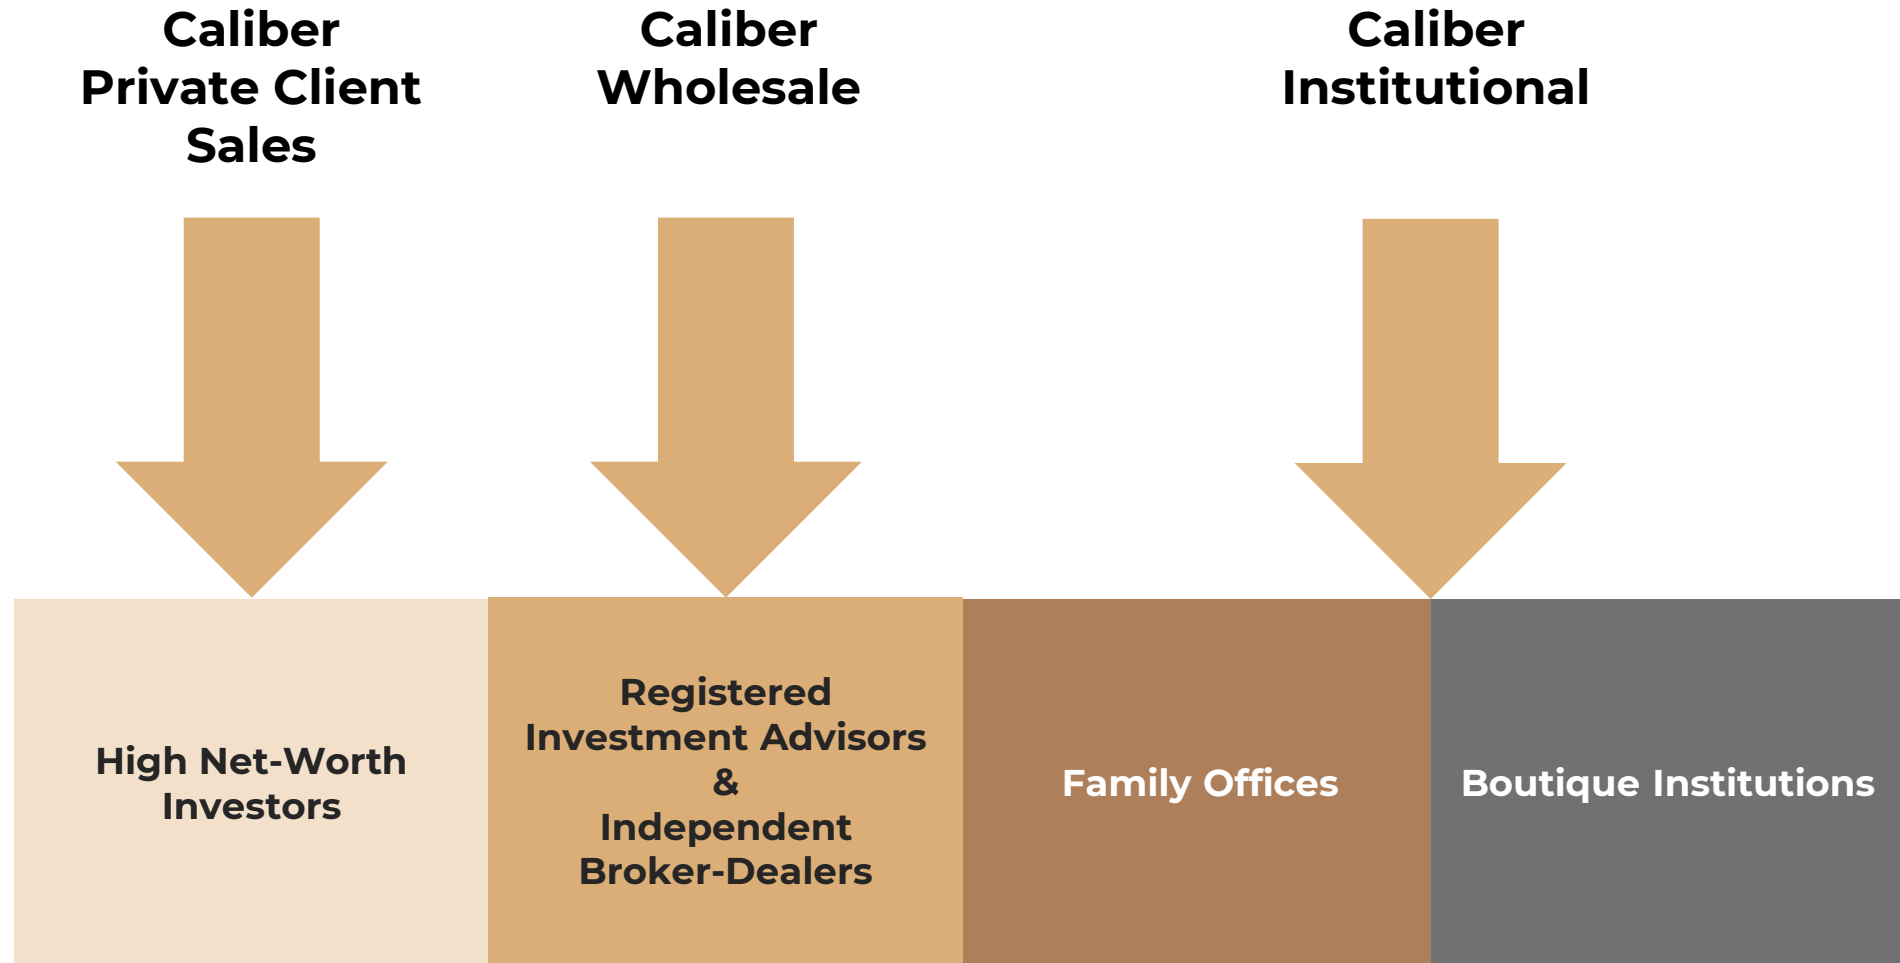 Caliber
Private Client
Sales
Caliber
Wholesale
Caliber
Institutional
High Net-Worth
Investors
Registered
Investment Advisors
&
Independent
Broker-Dealers
Family Offices
Boutique Institutions